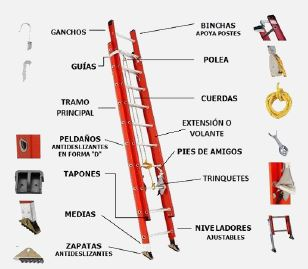 GANCHOS
BINCHAS
APOYA POSTES
GUÍAS
POLEA
TRAMO
PRINCIPAL
CUERDAS
PELDAÑOS
ANTIDESLIZANTES
EN FORMA "D"
EXTENSIÓN O
VOLANTE
PIES DE AMIGOS
TAPONES
TRINQUETES
MEDIAS
NIVELADORES
AJUSTABLES
ZAPATAS
ANTIDESLIZANTES